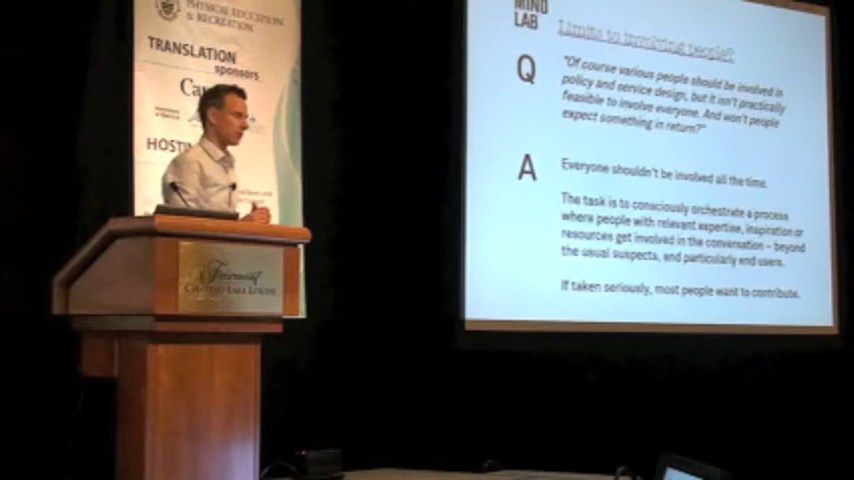 PHYSICAL EDUCATION
& RECREATION
TRANSLATION
sponsors
HOSTIN
Fairmont
CHATEAU LAKE LOUISE
MIND
LAB
Limits to involving people?
Q
"Of course various people should be involved in
policy and service design, but it isn't practically
feasible to involve everyone. And won't people
expect something in return?"
A
Everyone shouldn't be involved all the time.
The task is to consciously orchestrate a process
where people with relevant expertise, inspiration or
resources get involved in the conversation – beyond
the usual suspects, and particularly end users.
If taken seriously, most people want to contribute.